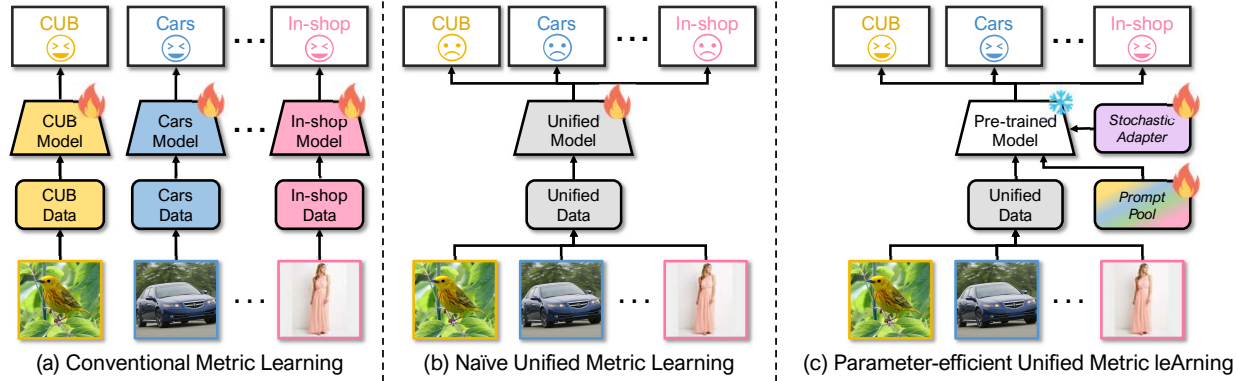 CUB
Cars
...
In-shop
CUB
Model
Cars
Model
...
In-shop
Model
CUB
Data
Cars
Data
In-shop
Data
...
(a) Conventional Metric Learning
CUB
Cars
...
In-shop
Unified
Model
Unified
Data
...
(b) Naïve Unified Metric Learning
CUB
Cars
...
In-shop
Pre-trained
Model
Stochastic
Adapter
Unified
Data
Prompt
Pool
...
(c) Parameter-efficient Unified Metric leArning